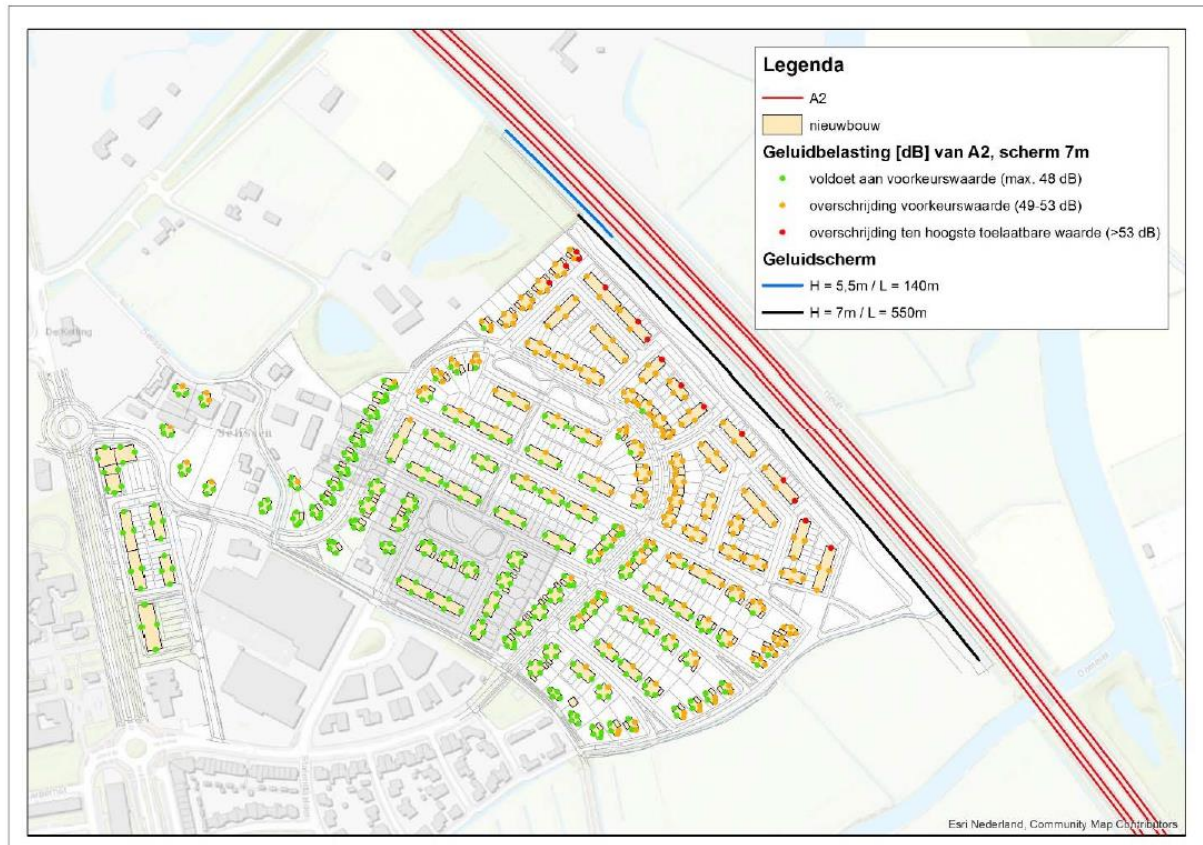 Legenda
A2
nieuwbouw
Geluidbelasting [dB] van A2, scherm 7m
voldoet aan voorkeurswaarde (max. 48 dB)
overschrijding voorkeurswaarde (49-53 dB)
overschrijding ten hoogste toelaatbare waarde (>53 dB)
Geluidscherm
H = 5,5m / L = 140m
H = 7m / L = 550m
Selissen
Esri Nederland, Community Map Contributors